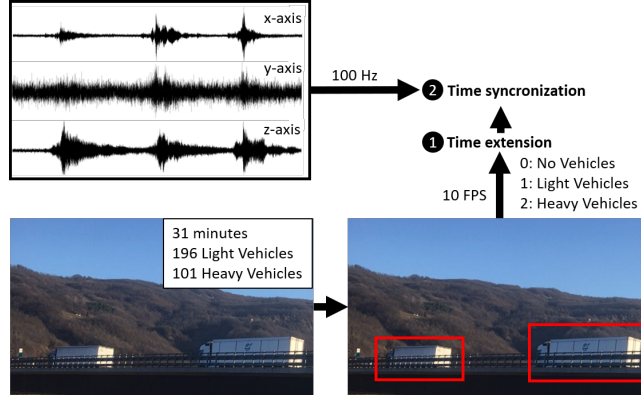 x-axis
y-axis
z-axis
100 Hz
2 Time syncronization
1 Time extension
10 FPS
0: No Vehicles
1: Light Vehicles
2: Heavy Vehicles
31 minutes
196 Light Vehicles
101 Heavy Vehicles